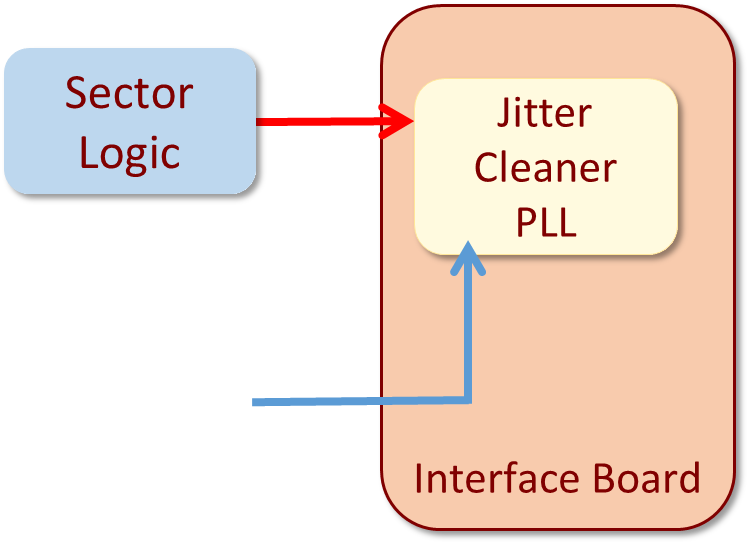 Sector
Logic
Jitter
Cleaner
PLL
Interface Board